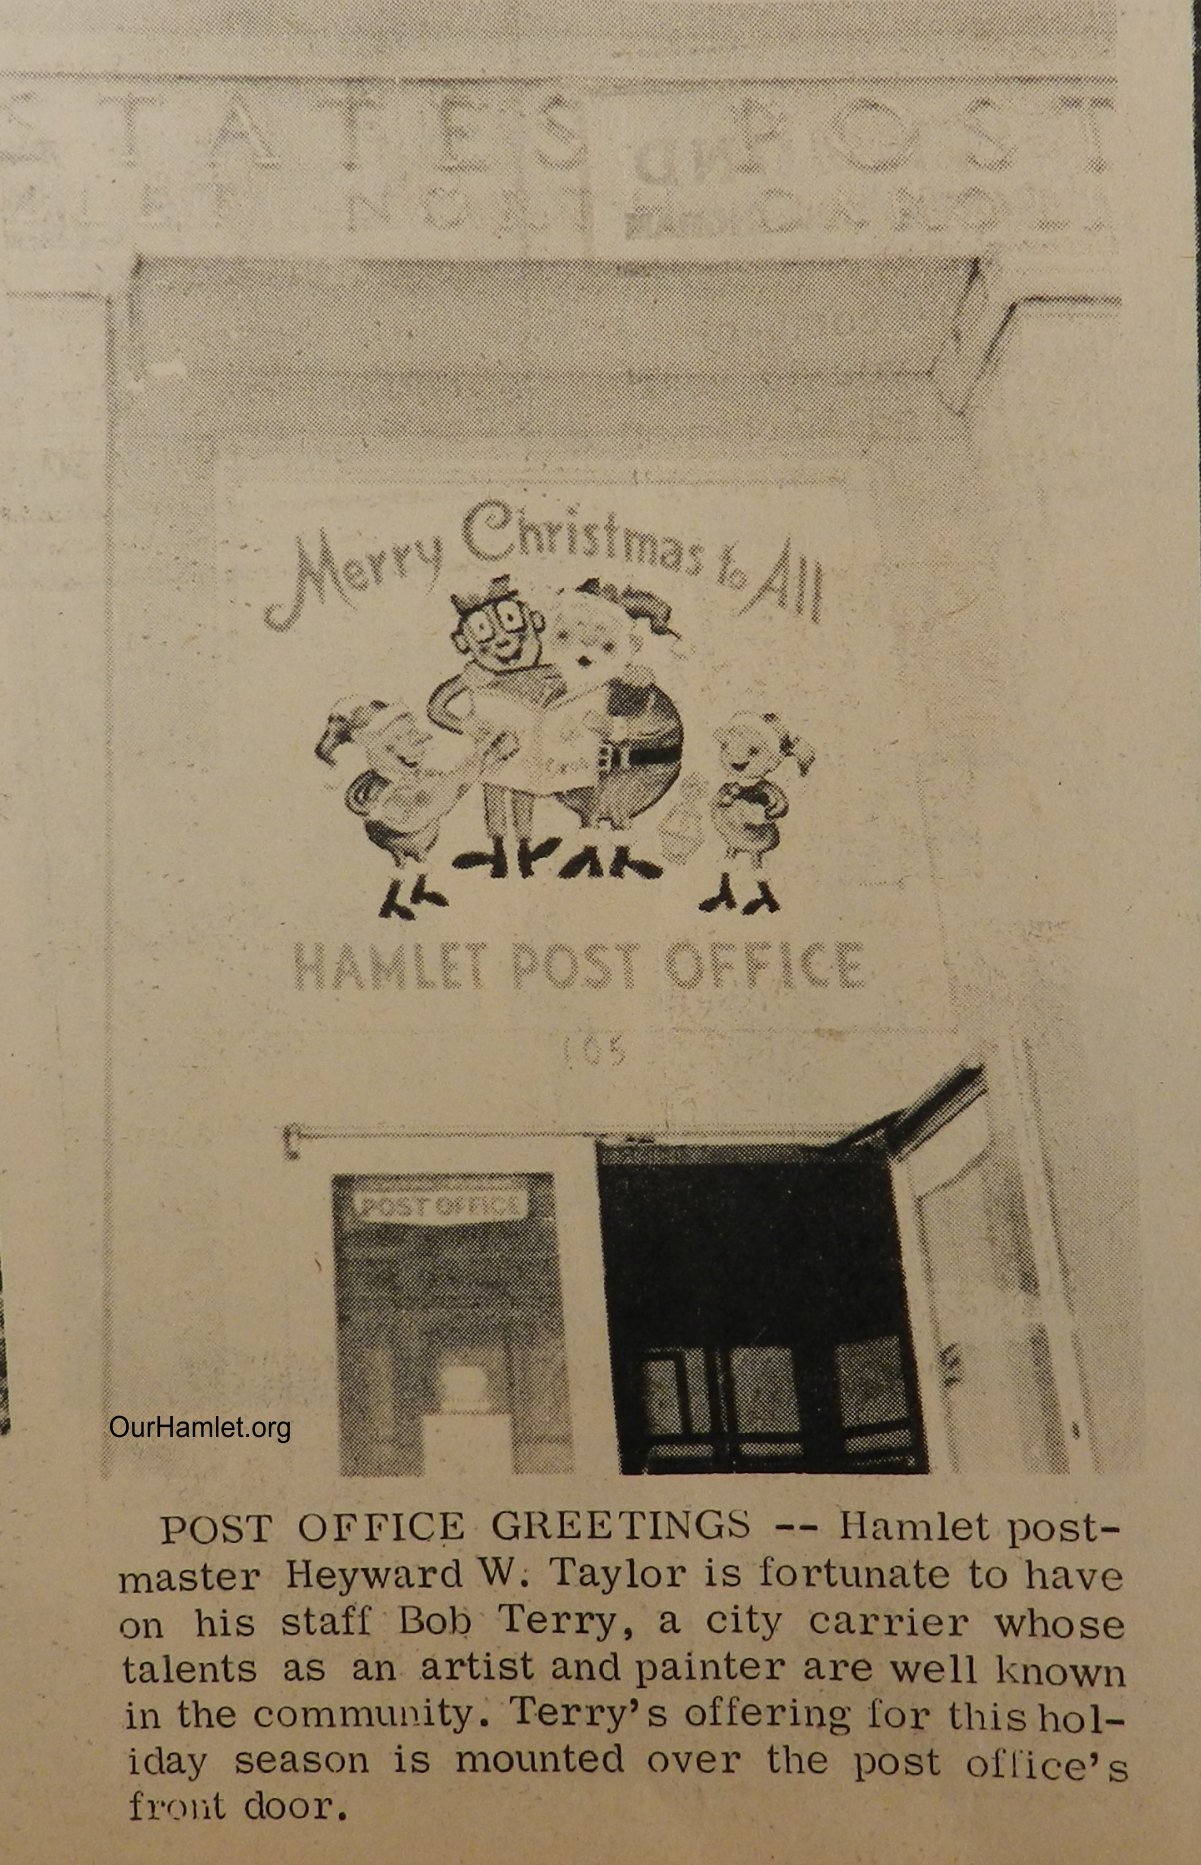 STATES POST
LET NORTH CAROLI
Merry Christmas to All
HAMLET POST OFFICE
105
POST OFFICE
OurHamlet.org
POST OFFICE GREETINGS -- Hamlet post-
master Heyward W. Taylor is fortunate to have
on his staff Bob Terry, a city carrier whose
talents as an artist and painter are well known
in the community. Terry's offering for this hol-
iday season is mounted over the post office's
front door.